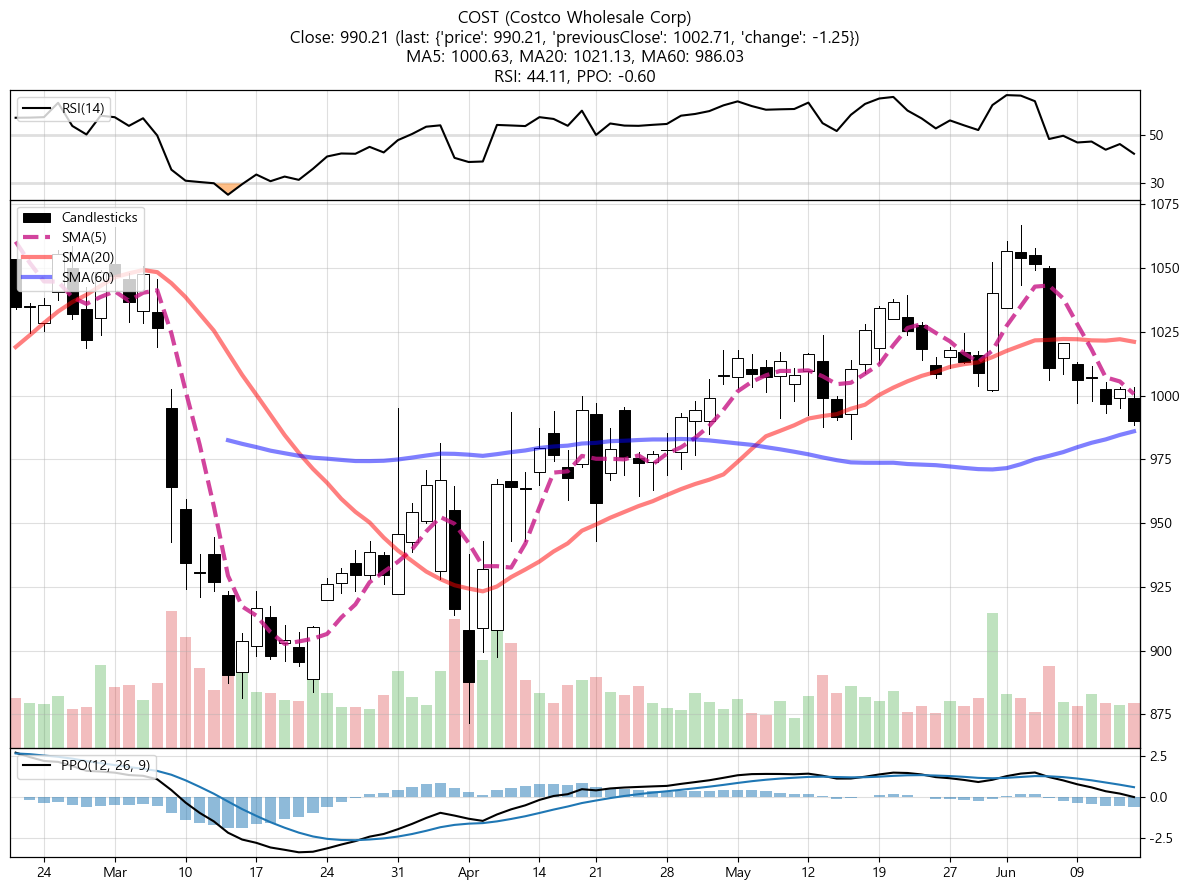 COST (Costco Wholesale Corp)
Close: 990.21 (last: {'price': 990.21, 'previousClose': 1002.71, 'change': -1.25})
MA5: 1000.63, MA20: 1021.13, MA60: 986.03
RSI: 44.11, PPO: -0.60
RSI(14)
50
30
Candlesticks
SMA(5)
SMA(20)
SMA(60)
1075
1050
1025
1000
975
950
925
900
875
PPO(12, 26, 9)
2.5
0.0
-2.5
24 Mar 10 17 24 31 Apr 14 21 28 May 12 19 27 Jun 09